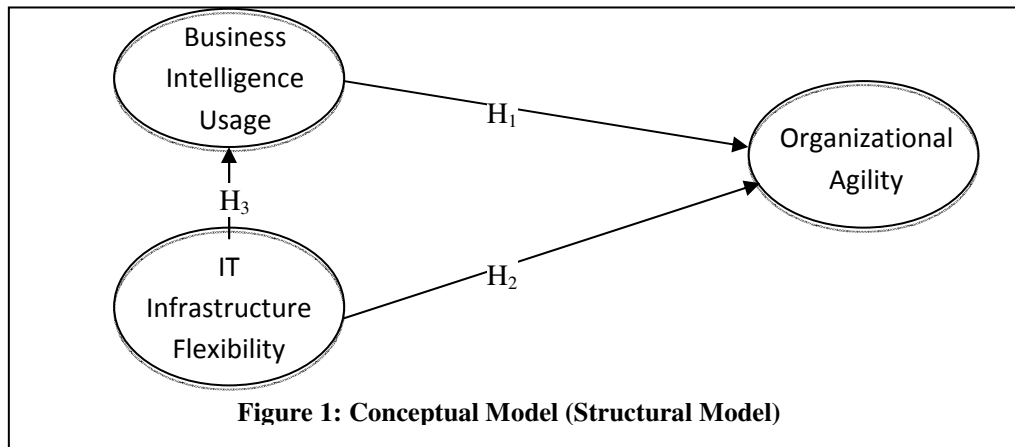 Business
Intelligence
Usage
H₁
Organizational
Agility
H₃
IT
Infrastructure
Flexibility
H₂
Figure 1: Conceptual Model (Structural Model)